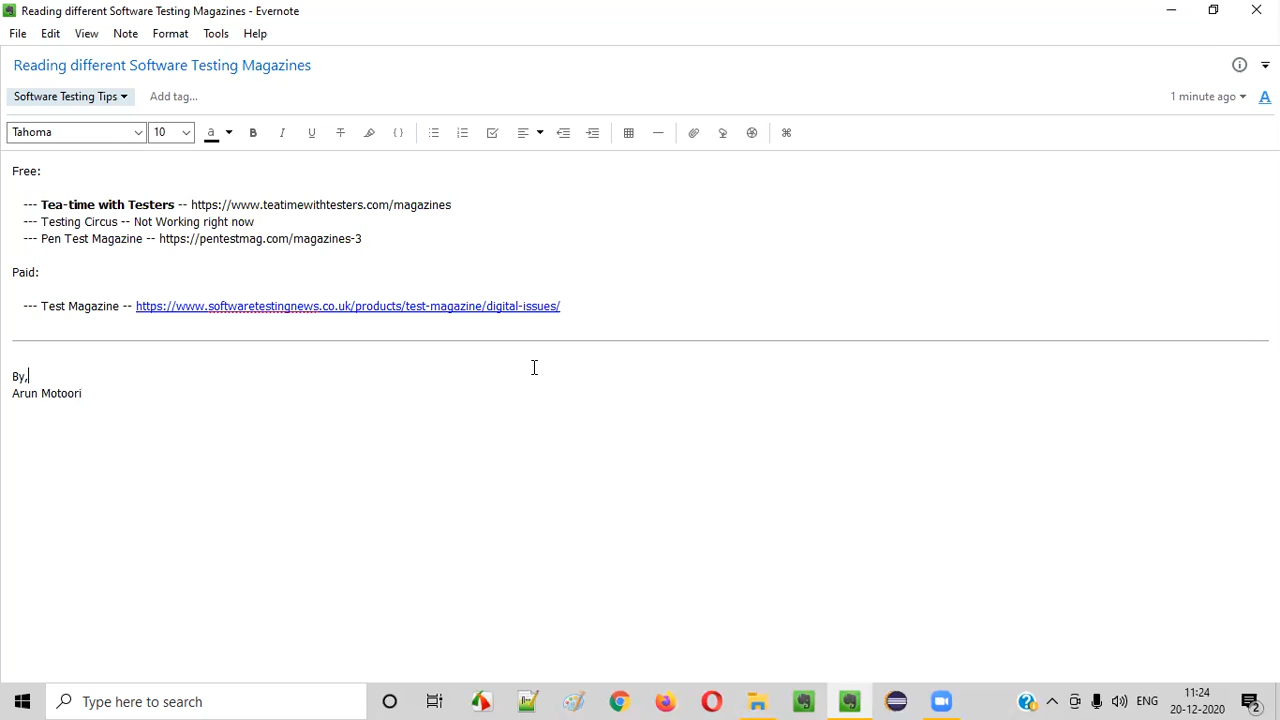 Reading different Software Testing Magazines - Evernote
File Edit View Note Format Tools Help
Reading different Software Testing Magazines
Software Testing Tips Add tag... 1 minute ago
Tahoma 10
Free:
--- Tea-time with Testers -- https://www.teatimewithtesters.com/magazines
--- Testing Circus -- Not Working right now
--- Pen Test Magazine -- https://pentestmag.com/magazines-3
Paid:
--- Test Magazine -- https://www.softwaretestingnews.co.uk/products/test-magazine/digital-issues/
By,
Arun Motoori
Type here to search
ENG
11:24
20-12-2020
2